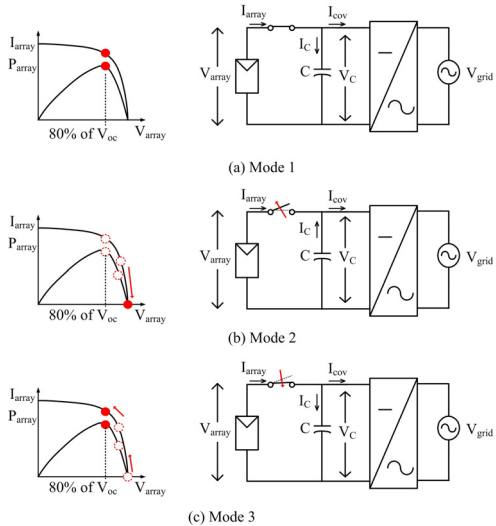 I_array
P_array
80% of V_oc
V_array
I_array
I_cov
I_C
V_array
C
V_C
V_grid
(a) Mode 1
I_array
P_array
80% of V_oc
V_array
I_array
I_cov
I_C
V_array
C
V_C
V_grid
(b) Mode 2
I_array
P_array
80% of V_oc
V_array
I_array
I_cov
I_C
V_array
C
V_C
V_grid
(c) Mode 3